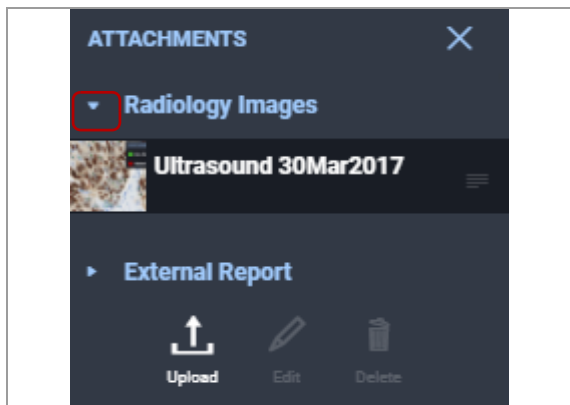 ATTACHMENTS
Radiology Images
Ultrasound 30Mar2017
External Report
Upload Edit Delete